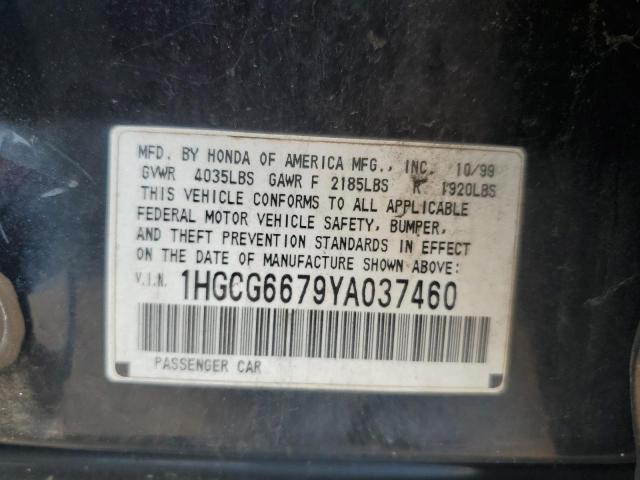 MFD. BY HONDA OF AMERICA MFG., INC. 10/99
GVWR 4035LBS GAWR F 2185LBS R 1920LBS
THIS VEHICLE CONFORMS TO ALL APPLICABLE
FEDERAL MOTOR VEHICLE SAFETY, BUMPER,
AND THEFT PREVENTION STANDARDS IN EFFECT
ON THE DATE OF MANUFACTURE SHOWN ABOVE:
V.I.N. 1HGCG6679YA037460
PASSENGER CAR